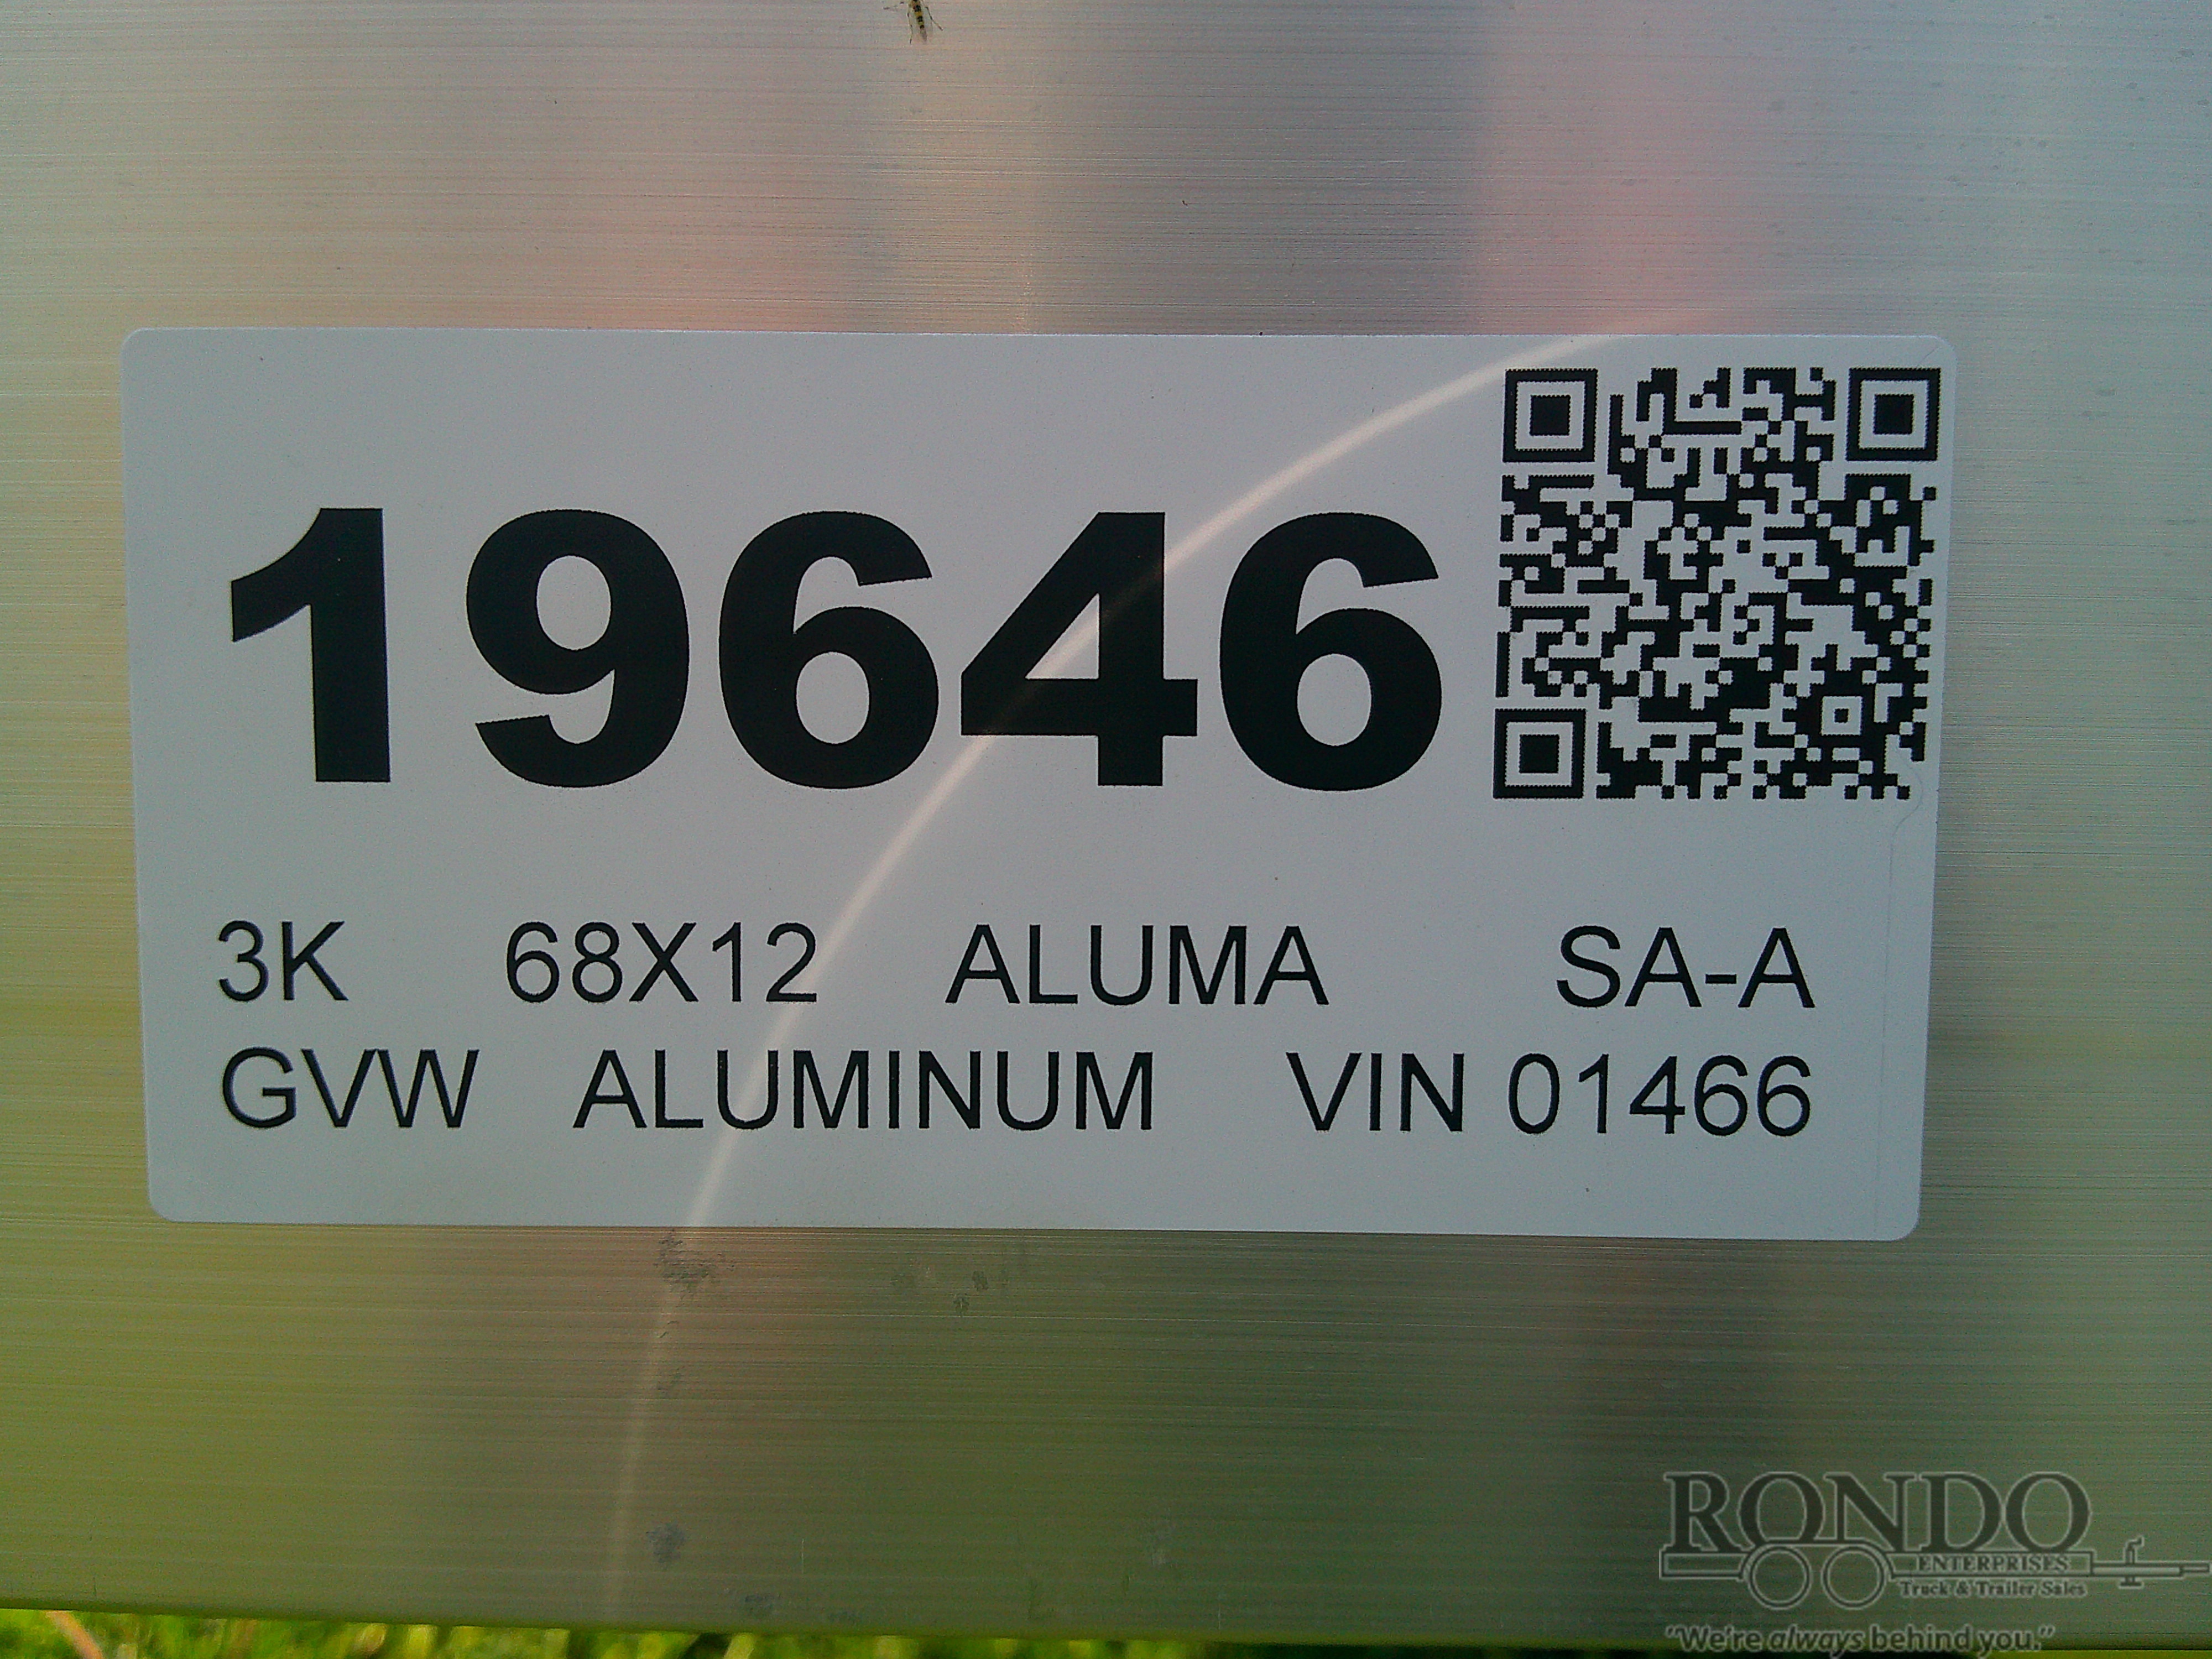 19646
3K 68X12 ALUMA SA-A
GVW ALUMINUM VIN 01466
RONDO
ENTERPRISES
Truck & Trailer Sales
"We're always behind you."